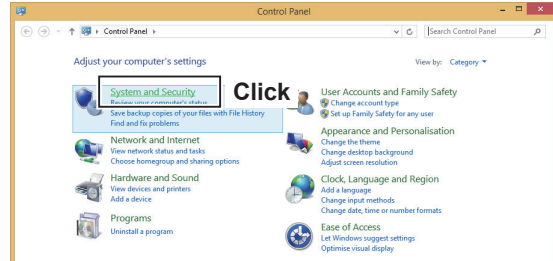 Control Panel
Control Panel
Search Control Panel
Adjust your computer's settings
View by: Category
System and Security
Click
Review your computer's status
Save backup copies of your files with File History
Find and fix problems
Network and Internet
View network status and tasks
Choose homegroup and sharing options
Hardware and Sound
View devices and printers
Add a device
Programs
Uninstall a program
User Accounts and Family Safety
Change account type
Set up Family Safety for any user
Appearance and Personalisation
Change the theme
Change desktop background
Adjust screen resolution
Clock, Language and Region
Add a language
Change input methods
Change date, time or number formats
Ease of Access
Let Windows suggest settings
Optimise visual display